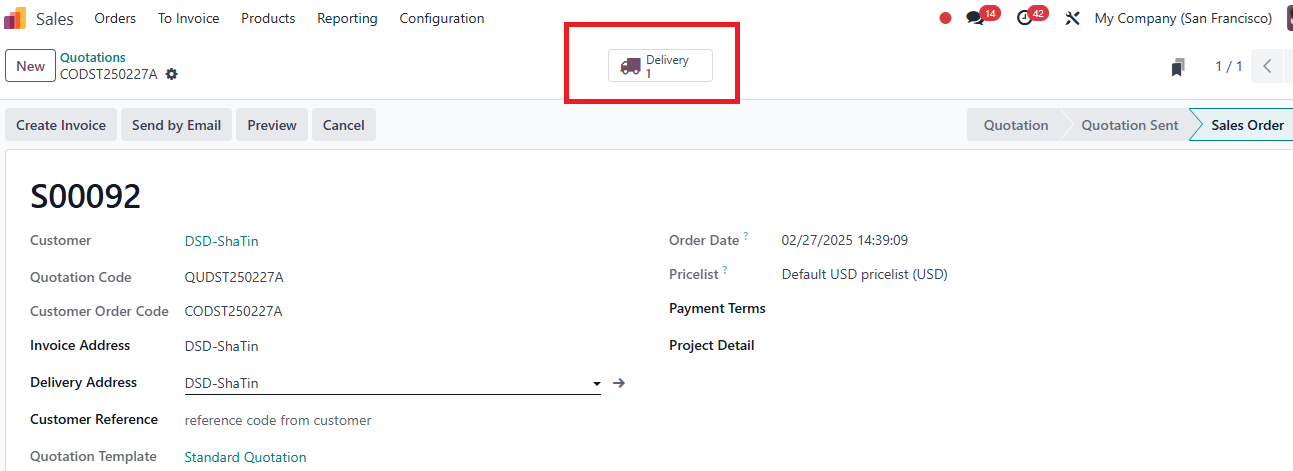 Sales Orders To Invoice Products Reporting Configuration 14 42 My Company (San Francisco)
New Quotations
CODST250227A
Delivery
1
1 / 1
Create Invoice Send by Email Preview Cancel Quotation Quotation Sent Sales Order
S00092
Customer DSD-ShaTin Order Date ? 02/27/2025 14:39:09
Quotation Code QUDST250227A Pricelist ? Default USD pricelist (USD)
Customer Order Code CODST250227A Payment Terms
Invoice Address DSD-ShaTin Project Detail
Delivery Address DSD-ShaTin
Customer Reference reference code from customer
Quotation Template Standard Quotation